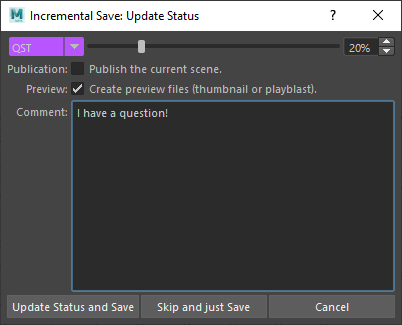 Incremental Save: Update Status
QST 20%
Publication: Publish the current scene.
Preview: Create preview files (thumbnail or playblast).
Comment: I have a question!
Update Status and Save Skip and just Save Cancel